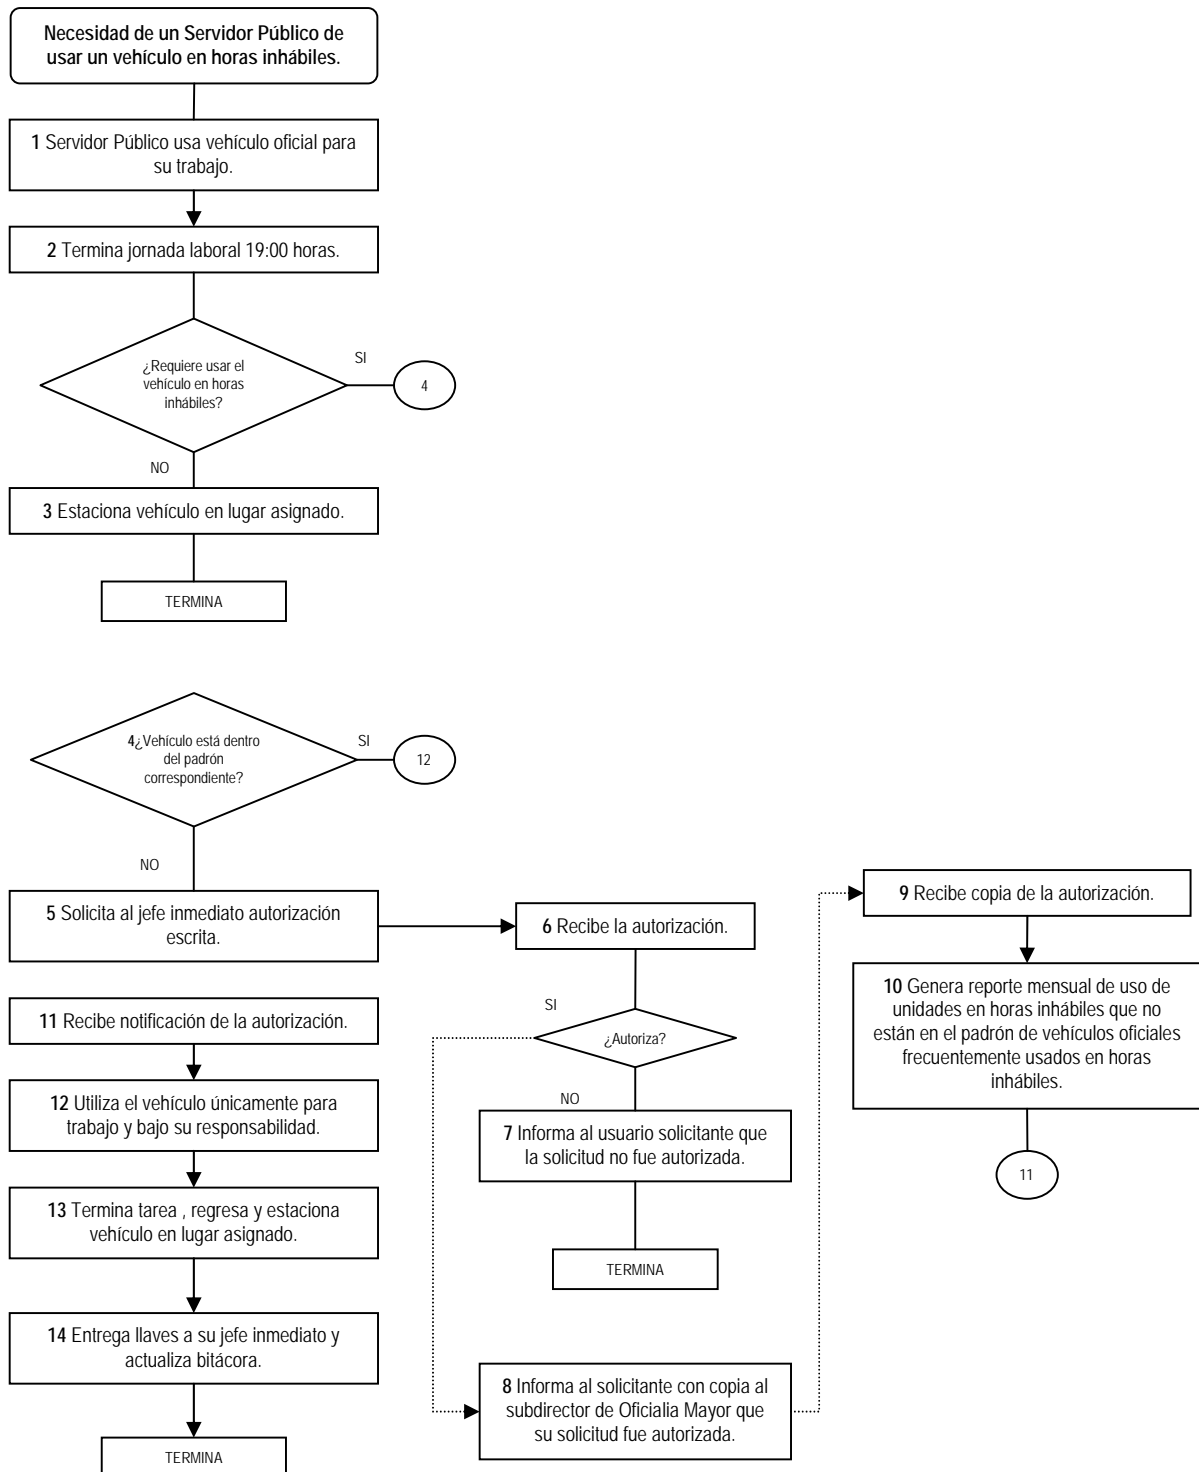 Necesidad de un Servidor Público de
usar un vehículo en horas inhábiles.
1 Servidor Público usa vehículo oficial para
su trabajo.
2 Termina jornada laboral 19:00 horas.
¿Requiere usar el
vehículo en horas
inhábiles?
SI
4
NO
3 Estaciona vehículo en lugar asignado.
TERMINA
4¿Vehículo está dentro
del padrón
correspondiente?
SI
12
NO
5 Solicita al jefe inmediato autorización
escrita.
6 Recibe la autorización.
SI
¿Autoriza?
NO
7 Informa al usuario solicitante que
la solicitud no fue autorizada.
TERMINA
8 Informa al solicitante con copia al
subdirector de Oficialia Mayor que
su solicitud fue autorizada.
9 Recibe copia de la autorización.
10 Genera reporte mensual de uso de
unidades en horas inhábiles que no
están en el padrón de vehículos oficiales
frecuentemente usados en horas
inhábiles.
11
11 Recibe notificación de la autorización.
12 Utiliza el vehículo únicamente para
trabajo y bajo su responsabilidad.
13 Termina tarea , regresa y estaciona
vehículo en lugar asignado.
14 Entrega llaves a su jefe inmediato y
actualiza bitácora.
TERMINA